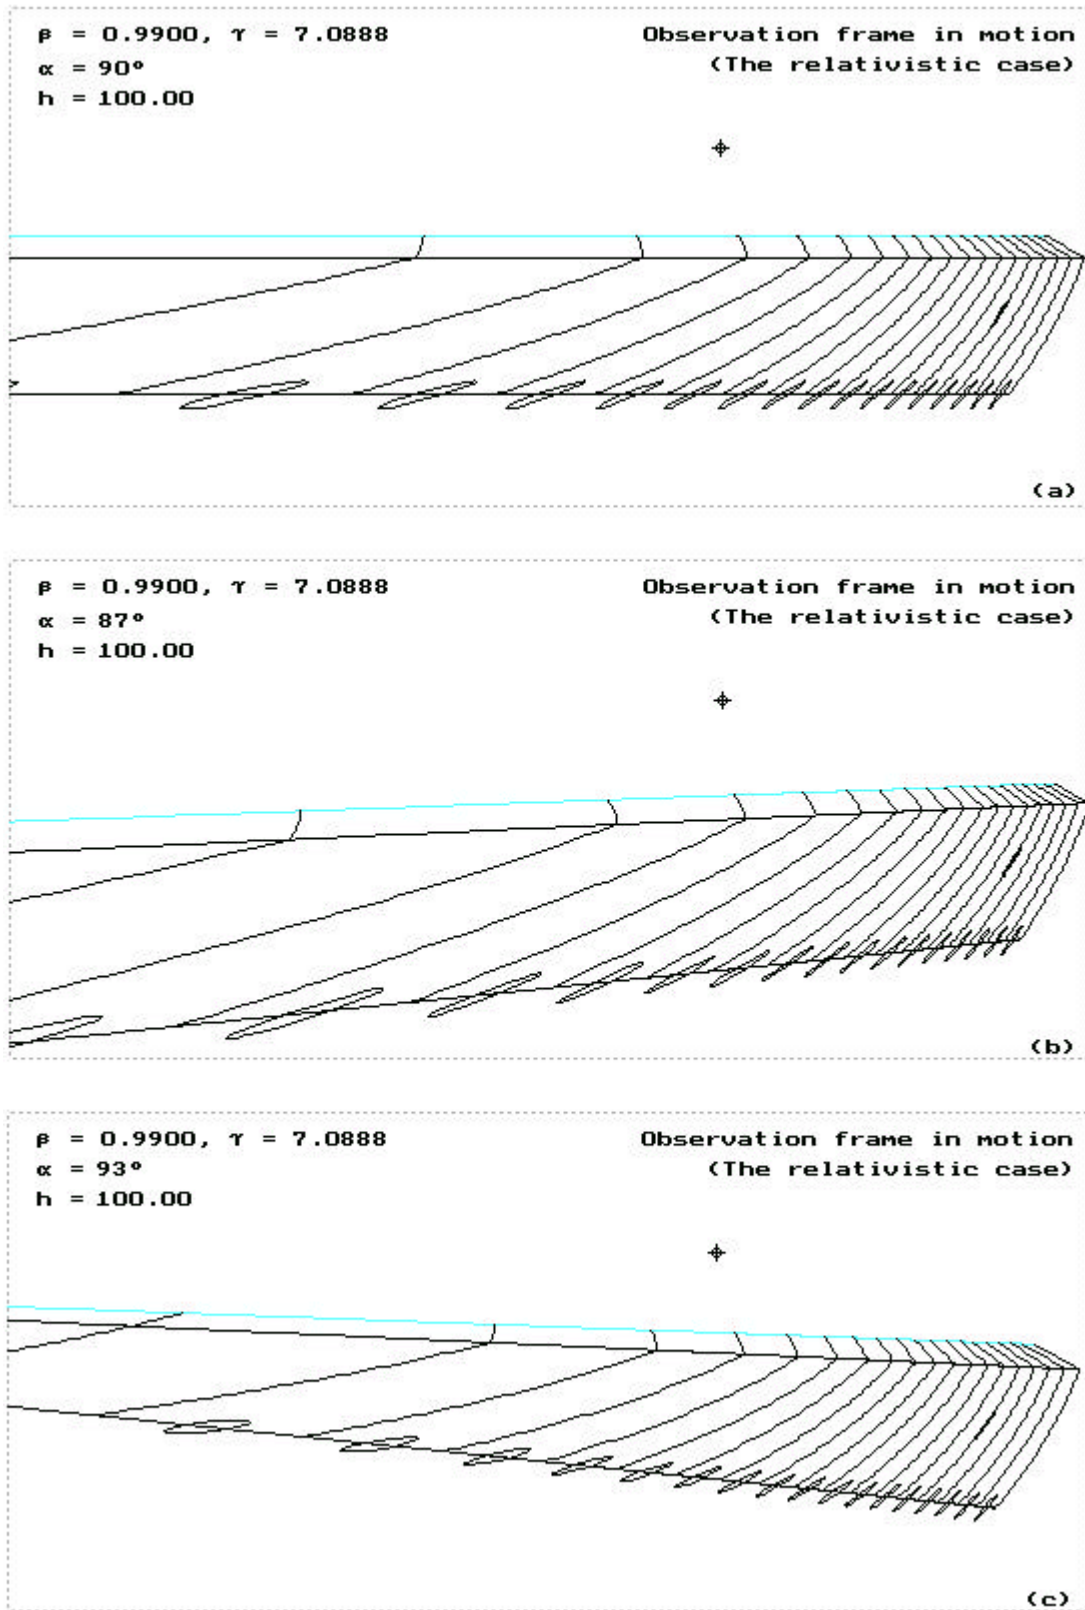 β = 0.9900, γ = 7.0888
Observation frame in motion
α = 90°
(The relativistic case)
h = 100.00
(a)
β = 0.9900, γ = 7.0888
Observation frame in motion
α = 87°
(The relativistic case)
h = 100.00
(b)
β = 0.9900, γ = 7.0888
Observation frame in motion
α = 93°
(The relativistic case)
h = 100.00
(c)